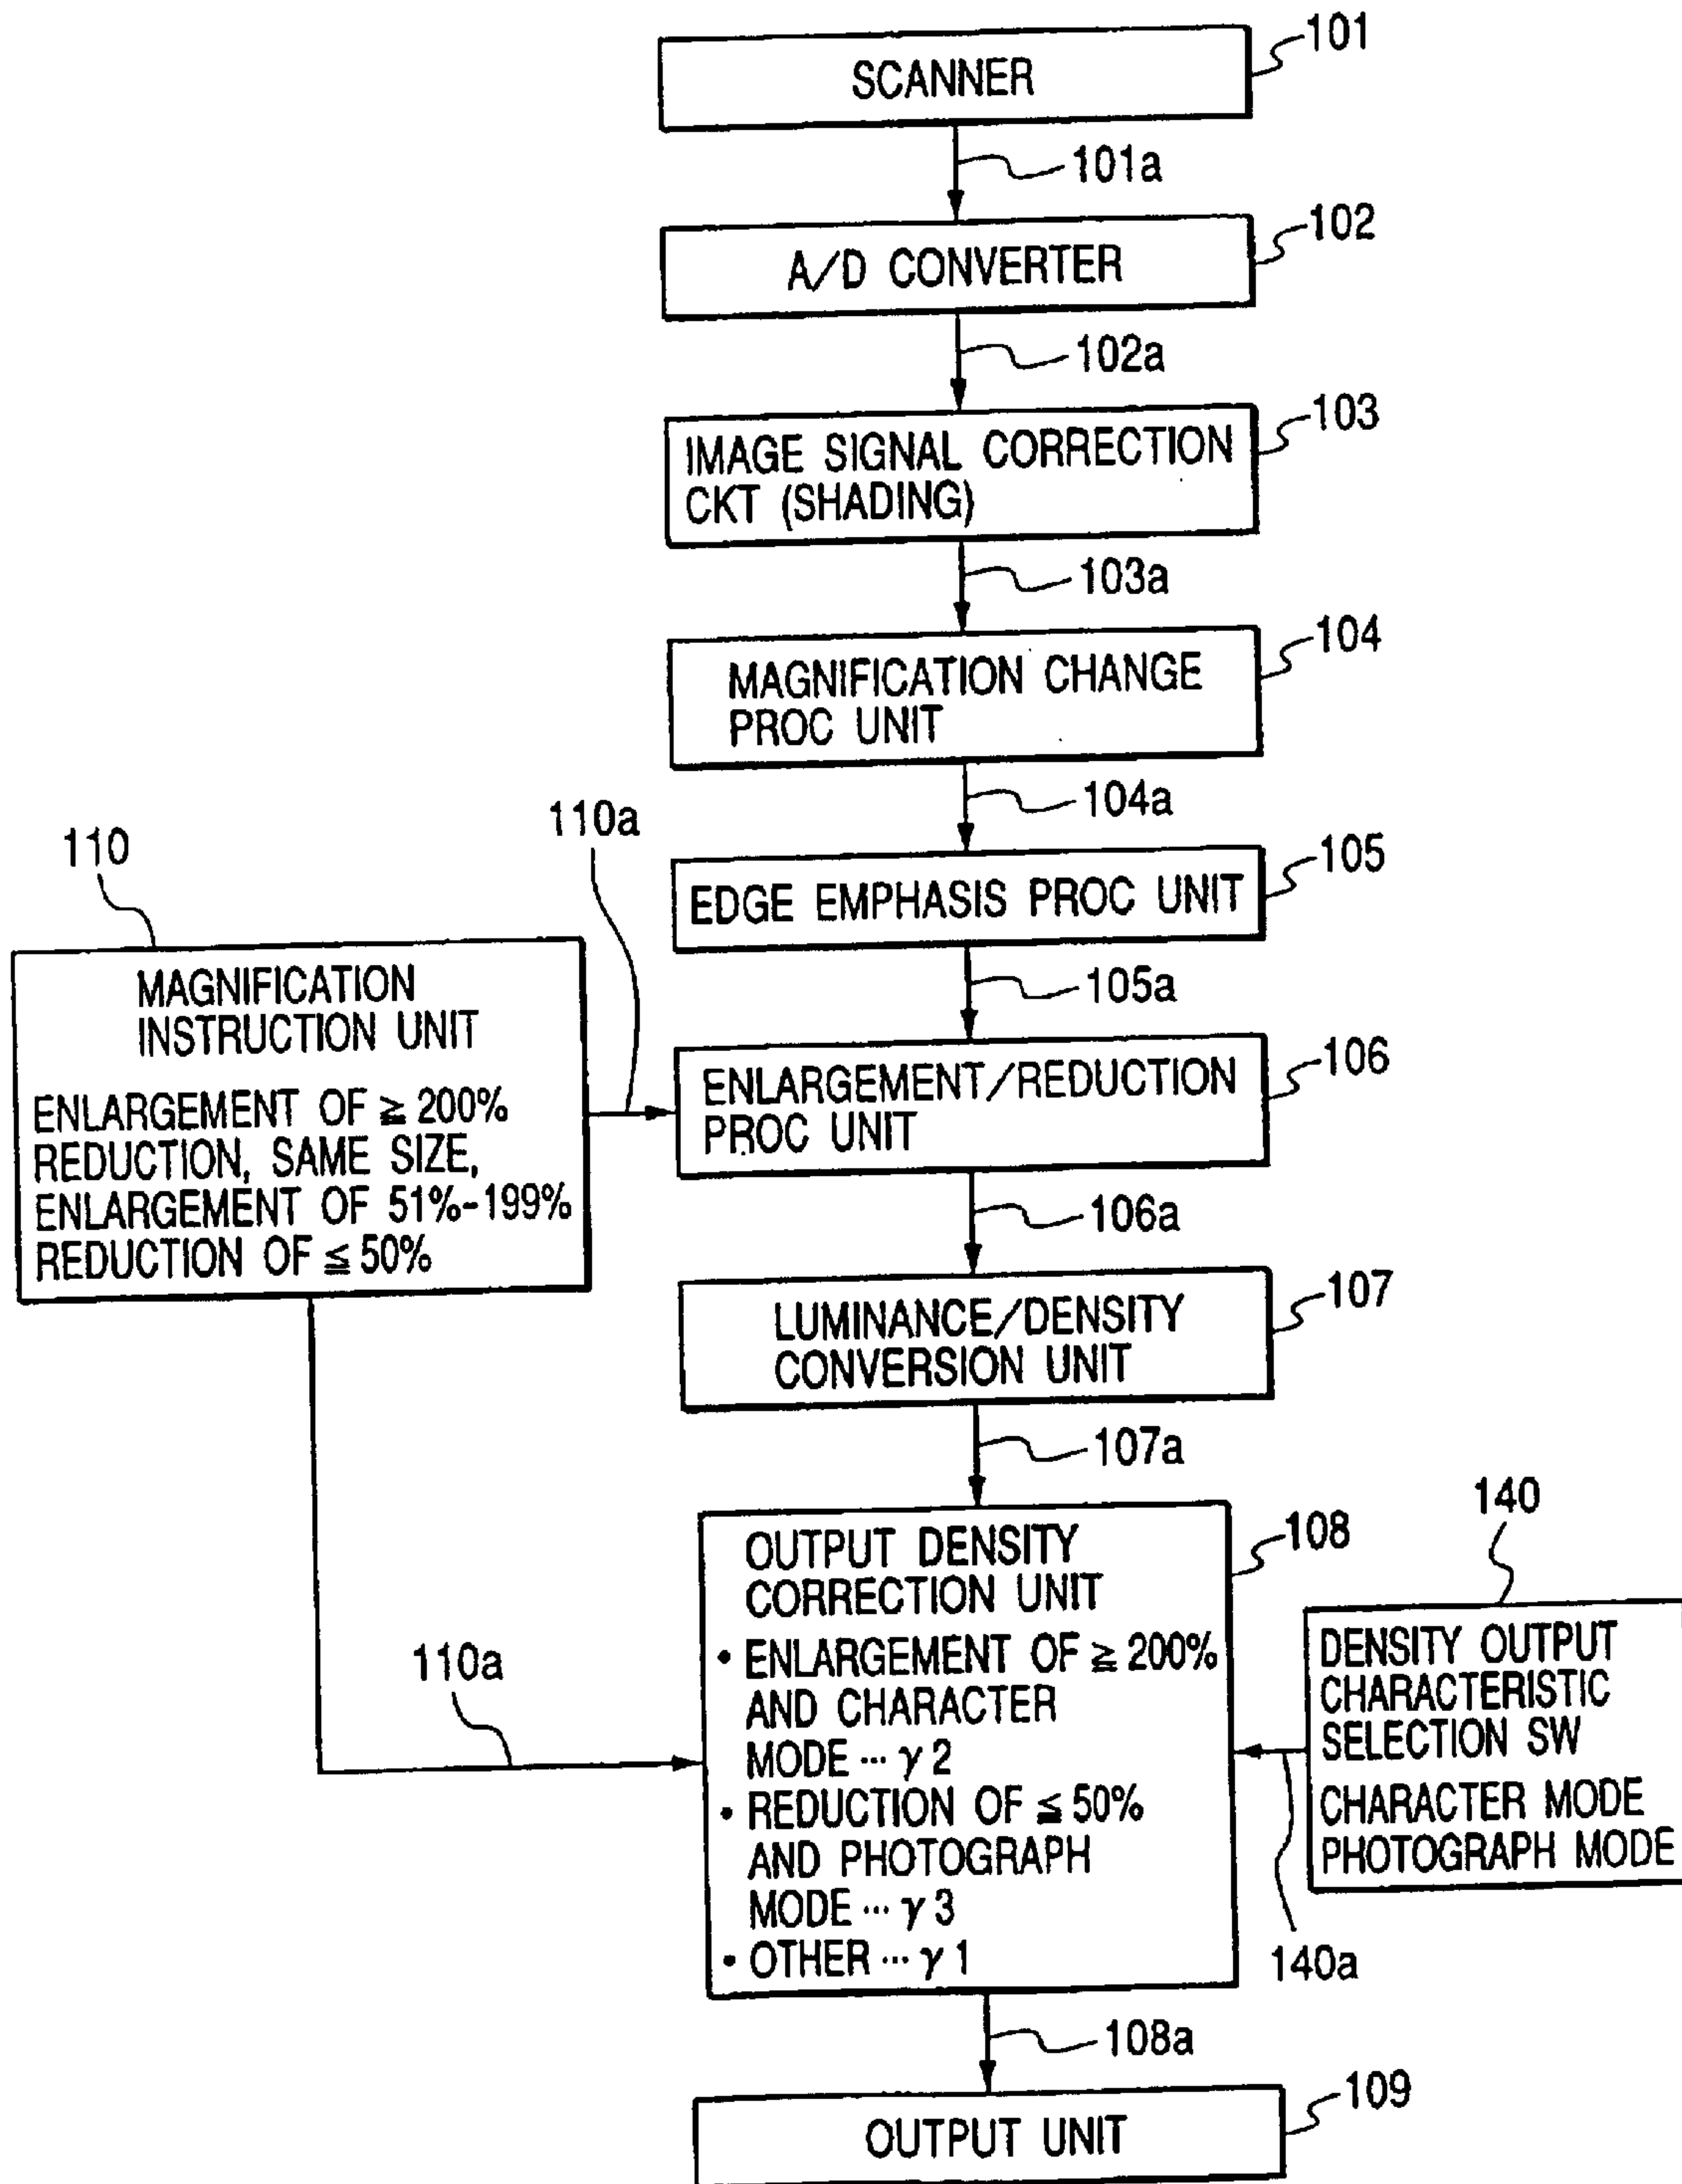 SCANNER
101
101a
A/D CONVERTER
102
102a
IMAGE SIGNAL CORRECTION
CKT (SHADING)
103
103a
MAGNIFICATION CHANGE
PROC UNIT
104
104a
110a
110
EDGE EMPHASIS PROC UNIT
105
105a
MAGNIFICATION
INSTRUCTION UNIT
ENLARGEMENT OF ≧ 200%
REDUCTION, SAME SIZE,
ENLARGEMENT OF 51%-199%
REDUCTION OF ≦ 50%
ENLARGEMENT/REDUCTION
PROC UNIT
106
106a
LUMINANCE/DENSITY
CONVERSION UNIT
107
107a
OUTPUT DENSITY
CORRECTION UNIT
• ENLARGEMENT OF ≧ 200%
AND CHARACTER
MODE ··· γ 2
• REDUCTION OF ≦ 50%
AND PHOTOGRAPH
MODE ··· γ 3
• OTHER ··· γ 1
108
110a
140
DENSITY OUTPUT
CHARACTERISTIC
SELECTION SW
CHARACTER MODE
PHOTOGRAPH MODE
140a
108a
OUTPUT UNIT
109